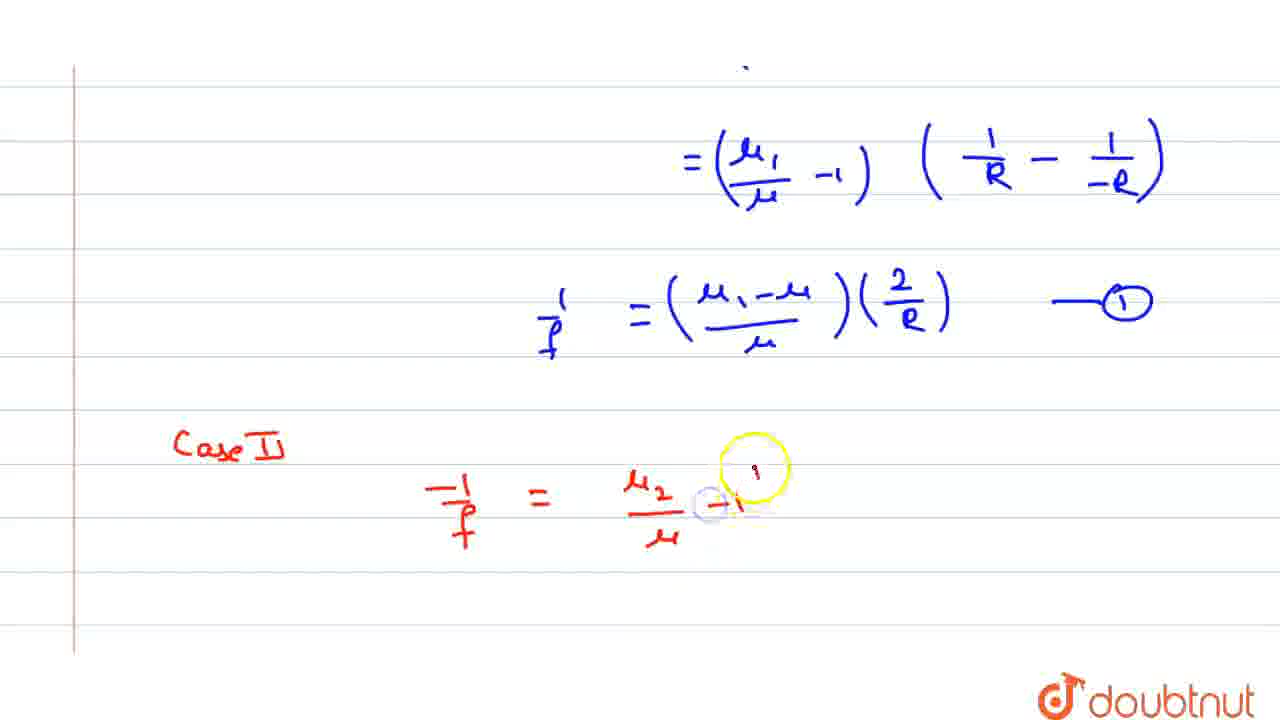 = (μ₁/μ - 1) (1/R - 1/-R)
1/f = (μ₁ - μ/μ) (2/R) — ①
Case II
-1/f = μ₂/μ - 1
doubtnut